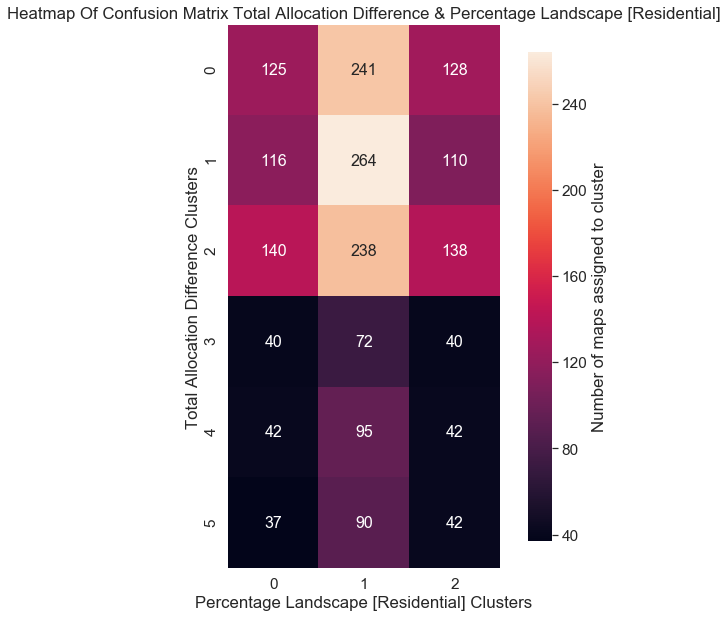 Heatmap Of Confusion Matrix Total Allocation Difference & Percentage Landscape [Residential]
Total Allocation Difference Clusters
0 125 241 128
1 116 264 110
2 140 238 138
3 40 72 40
4 42 95 42
5 37 90 42
0 1 2
Percentage Landscape [Residential] Clusters
240
200
160
120
80
40
Number of maps assigned to cluster